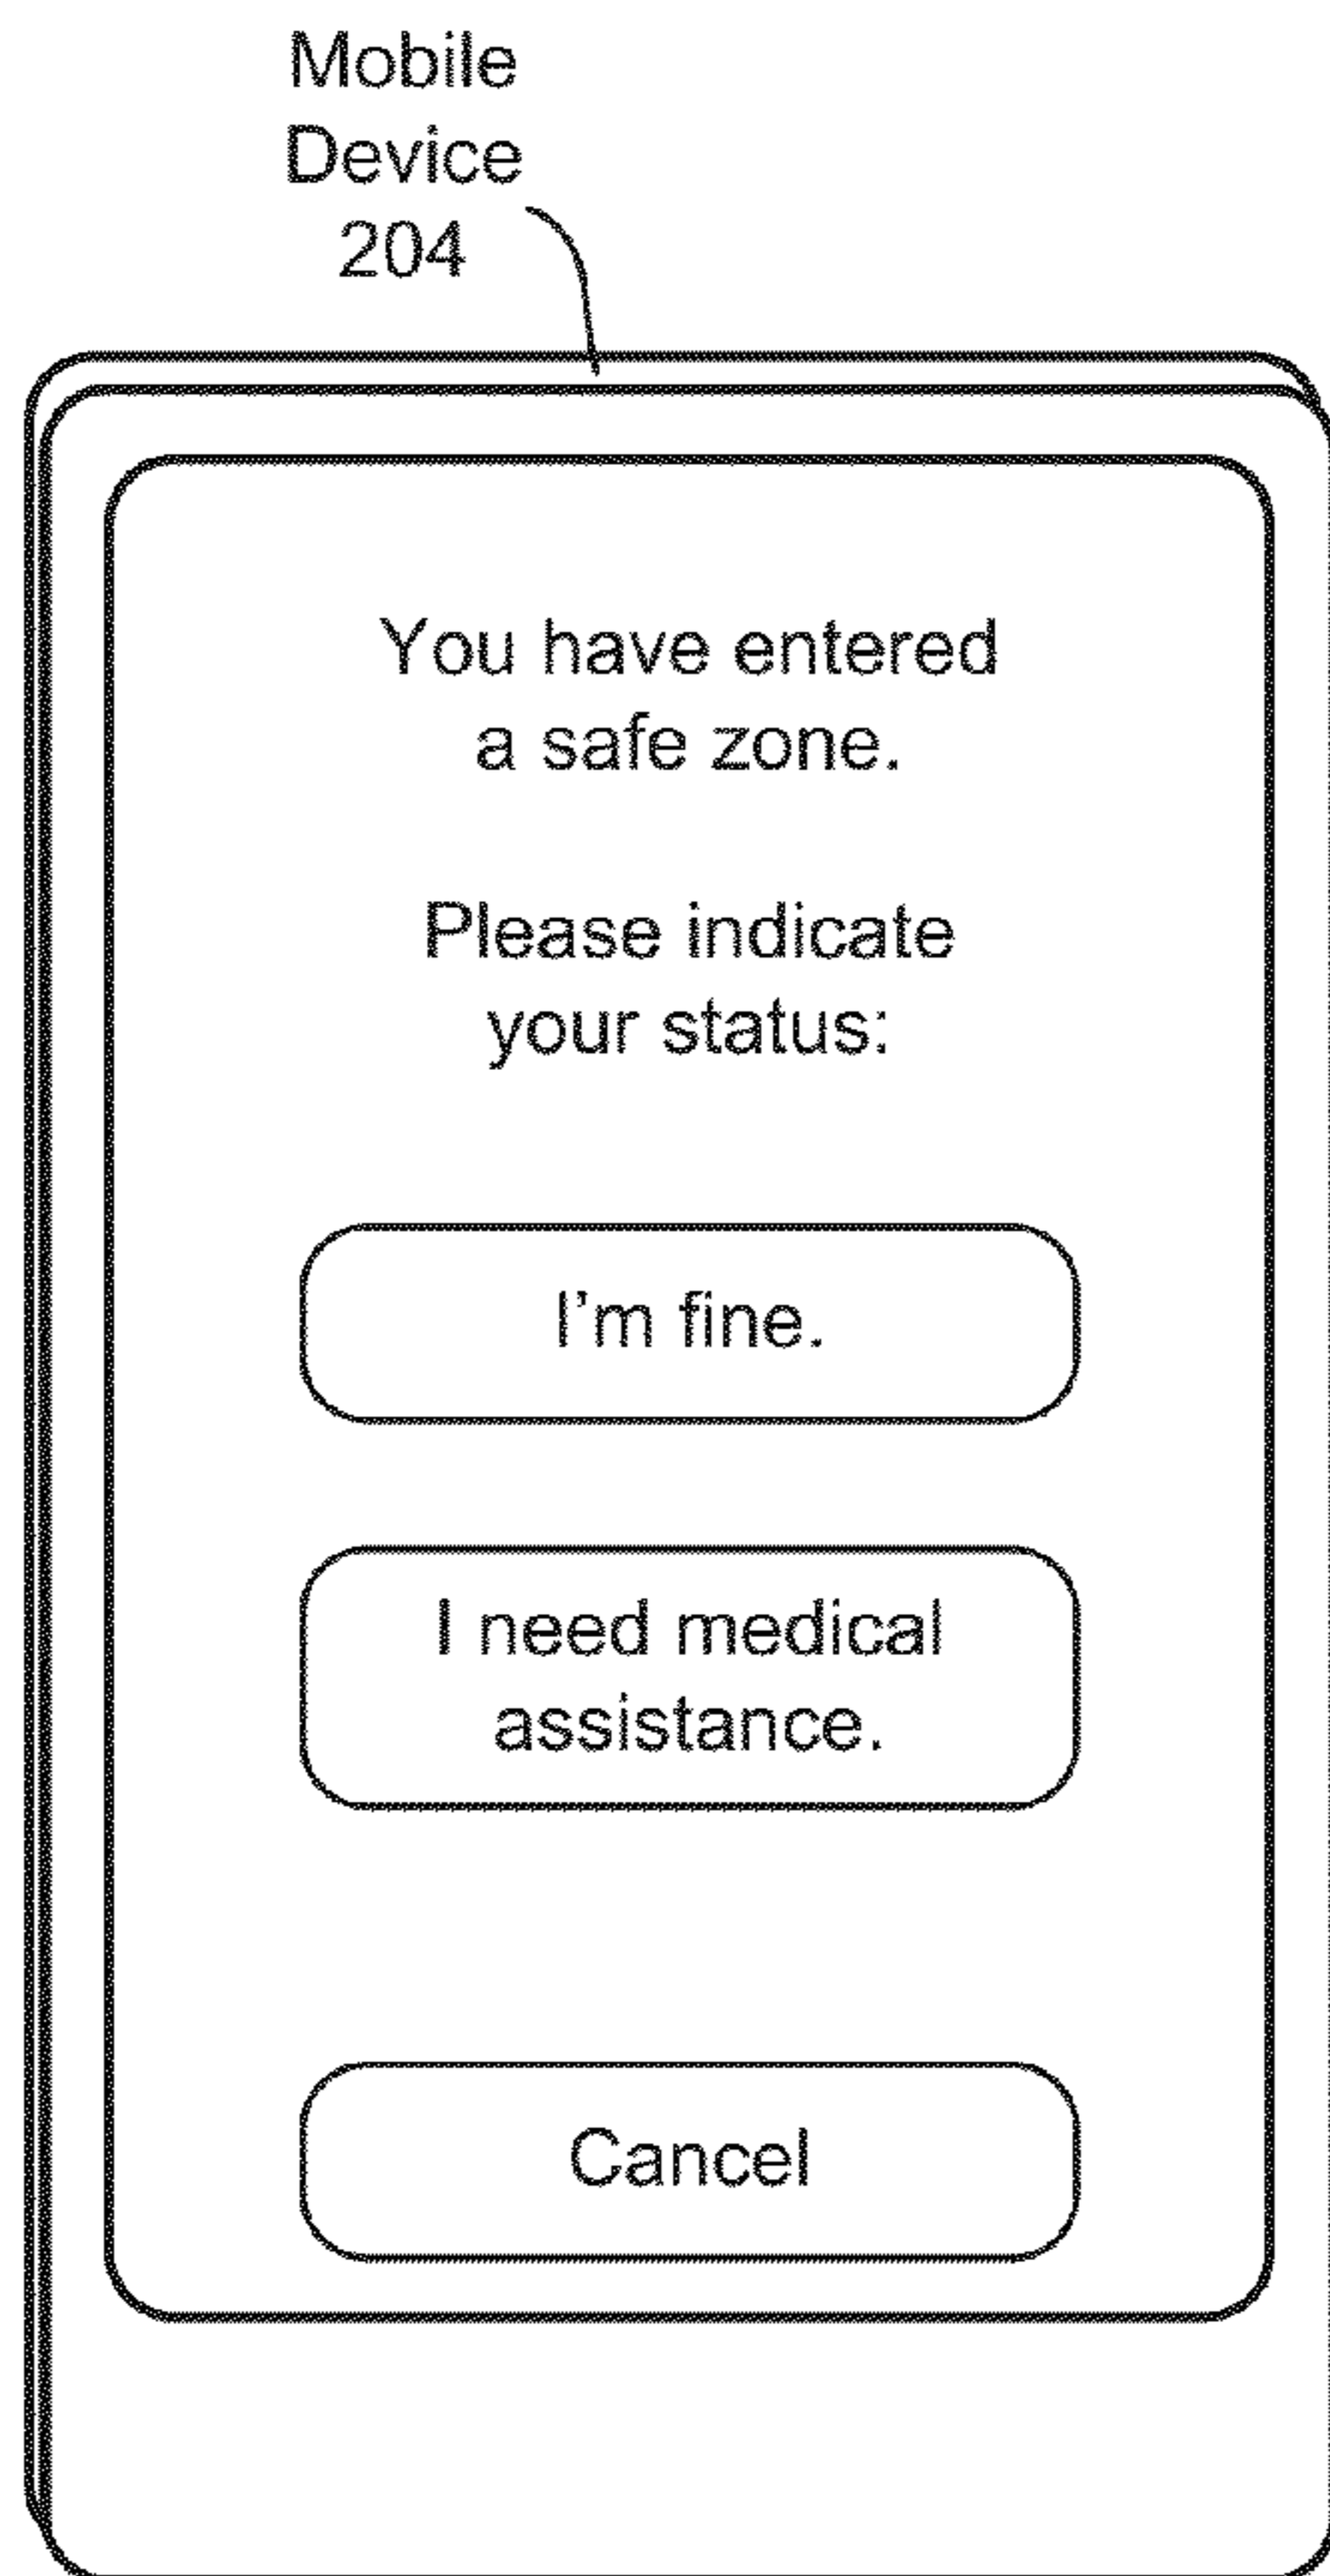 Mobile
Device
204
You have entered
a safe zone.
Please indicate
your status:
I'm fine.
I need medical
assistance.
Cancel